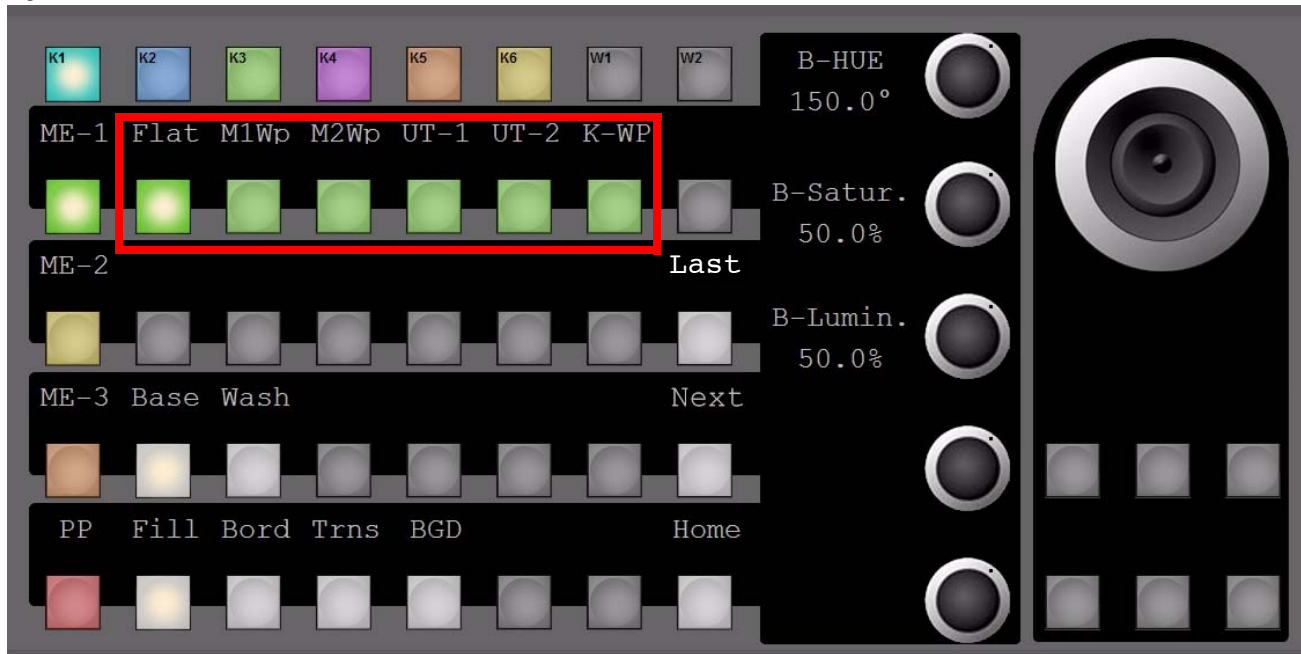 K1 K2 K3 K4 K5 K6 W1 W2
B-HUE
150.0°
ME-1 Flat M1Wp M2Wp UT-1 UT-2 K-WP
B-Satur.
50.0%
ME-2 Last
B-Lumin.
50.0%
ME-3 Base Wash Next
PP Fill Bord Trns BGD Home